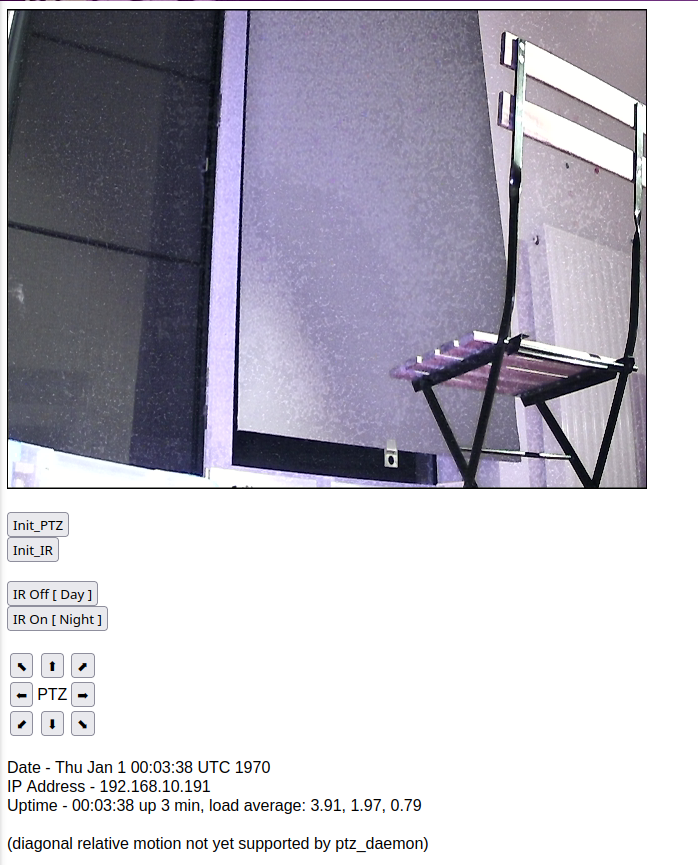 Init_PTZ
Init_IR
IR Off [ Day ]
IR On [ Night ]
⬉ ⬆ ⬈
⬅ PTZ ➡
⬋ ⬇ ⬊
Date - Thu Jan 1 00:03:38 UTC 1970
IP Address - 192.168.10.191
Uptime - 00:03:38 up 3 min, load average: 3.91, 1.97, 0.79
(diagonal relative motion not yet supported by ptz_daemon)